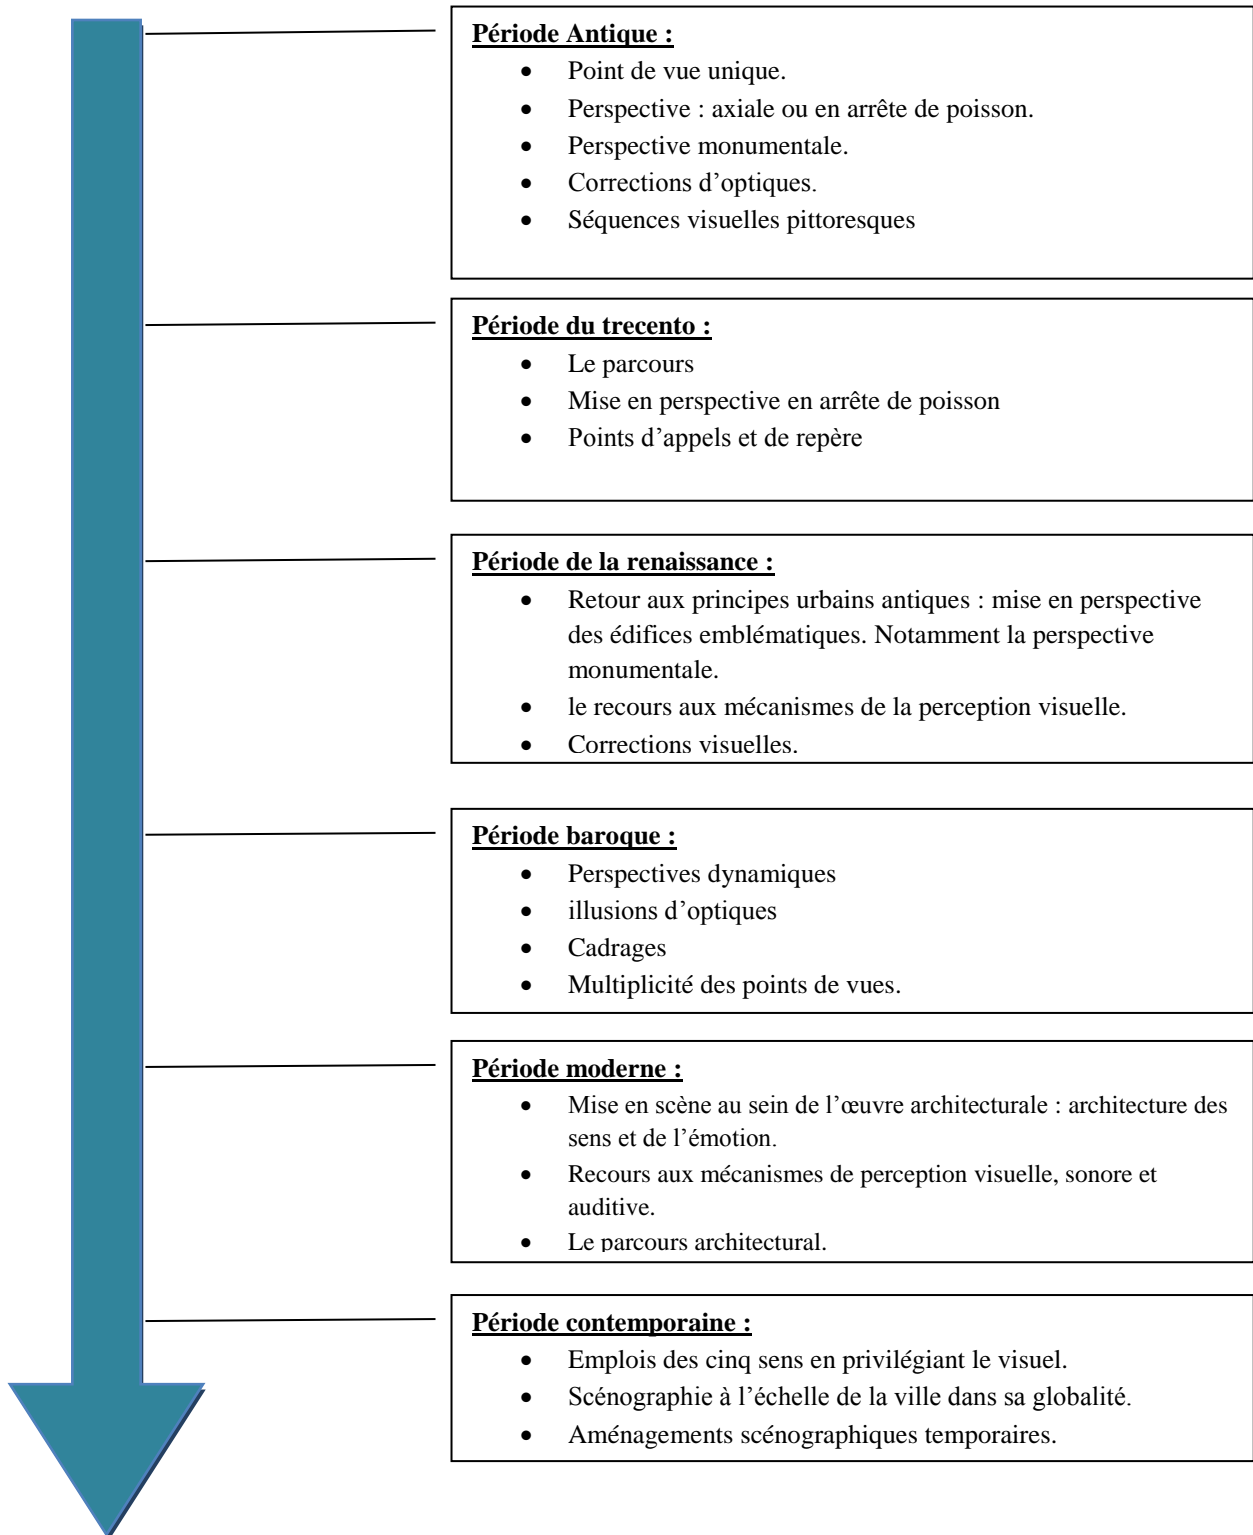 Période Antique :
• Point de vue unique.
• Perspective : axiale ou en arrête de poisson.
• Perspective monumentale.
• Corrections d’optiques.
• Séquences visuelles pittoresques
Période du trecento :
• Le parcours
• Mise en perspective en arrête de poisson
• Points d’appels et de repère
Période de la renaissance :
• Retour aux principes urbains antiques : mise en perspective
des édifices emblématiques. Notamment la perspective
monumentale.
• le recours aux mécanismes de la perception visuelle.
• Corrections visuelles.
Période baroque :
• Perspectives dynamiques
• illusions d’optiques
• Cadrages
• Multiplicité des points de vues.
Période moderne :
• Mise en scène au sein de l’œuvre architecturale : architecture des
sens et de l’émotion.
• Recours aux mécanismes de perception visuelle, sonore et
auditive.
• Le parcours architectural.
Période contemporaine :
• Emplois des cinq sens en privilégiant le visuel.
• Scénographie à l’échelle de la ville dans sa globalité.
• Aménagements scénographiques temporaires.